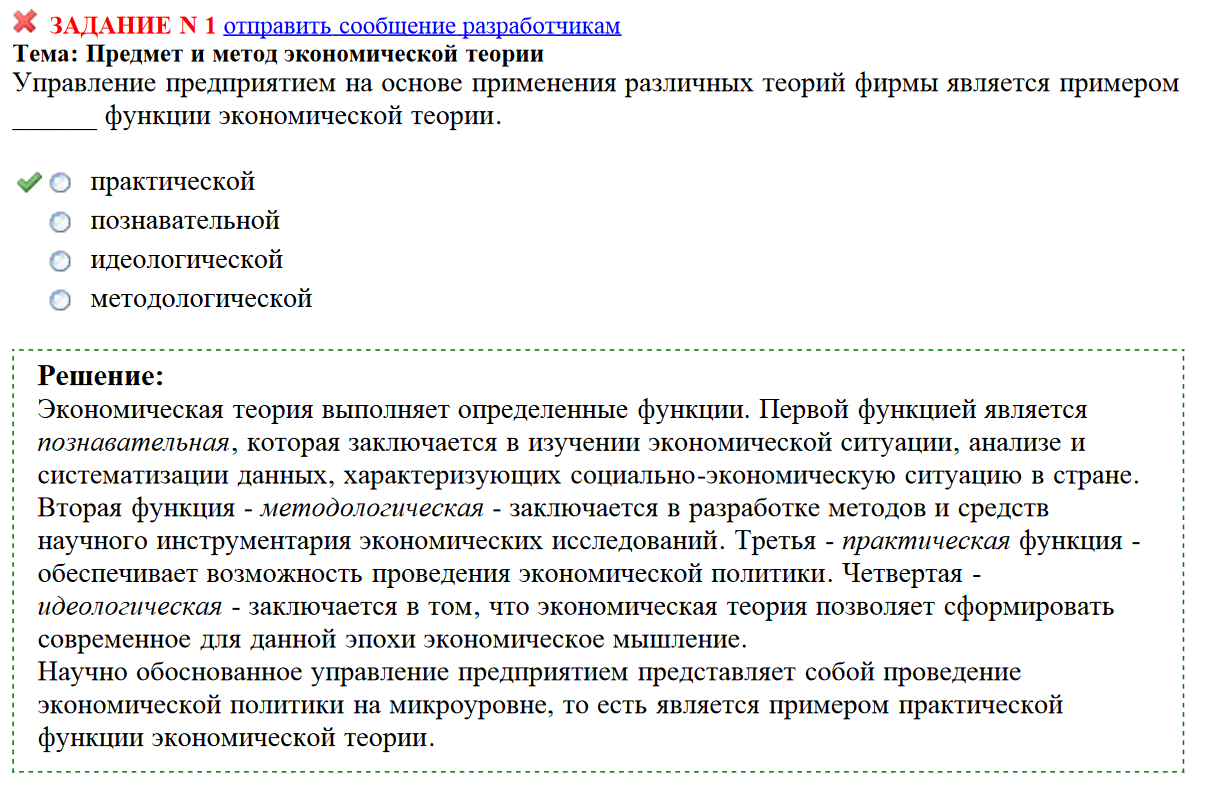 ЗАДАНИЕ N 1 отправить сообщение разработчикам
Тема: Предмет и метод экономической теории
Управление предприятием на основе применения различных теорий фирмы является примером
______ функции экономической теории.
практической
познавательной
идеологической
методологической
Решение:
Экономическая теория выполняет определенные функции. Первой функцией является
познавательная, которая заключается в изучении экономической ситуации, анализе и
систематизации данных, характеризующих социально-экономическую ситуацию в стране.
Вторая функция - методологическая - заключается в разработке методов и средств
научного инструментария экономических исследований. Третья - практическая функция -
обеспечивает возможность проведения экономической политики. Четвертая -
идеологическая - заключается в том, что экономическая теория позволяет сформировать
современное для данной эпохи экономическое мышление.
Научно обоснованное управление предприятием представляет собой проведение
экономической политики на микроуровне, то есть является примером практической
функции экономической теории.